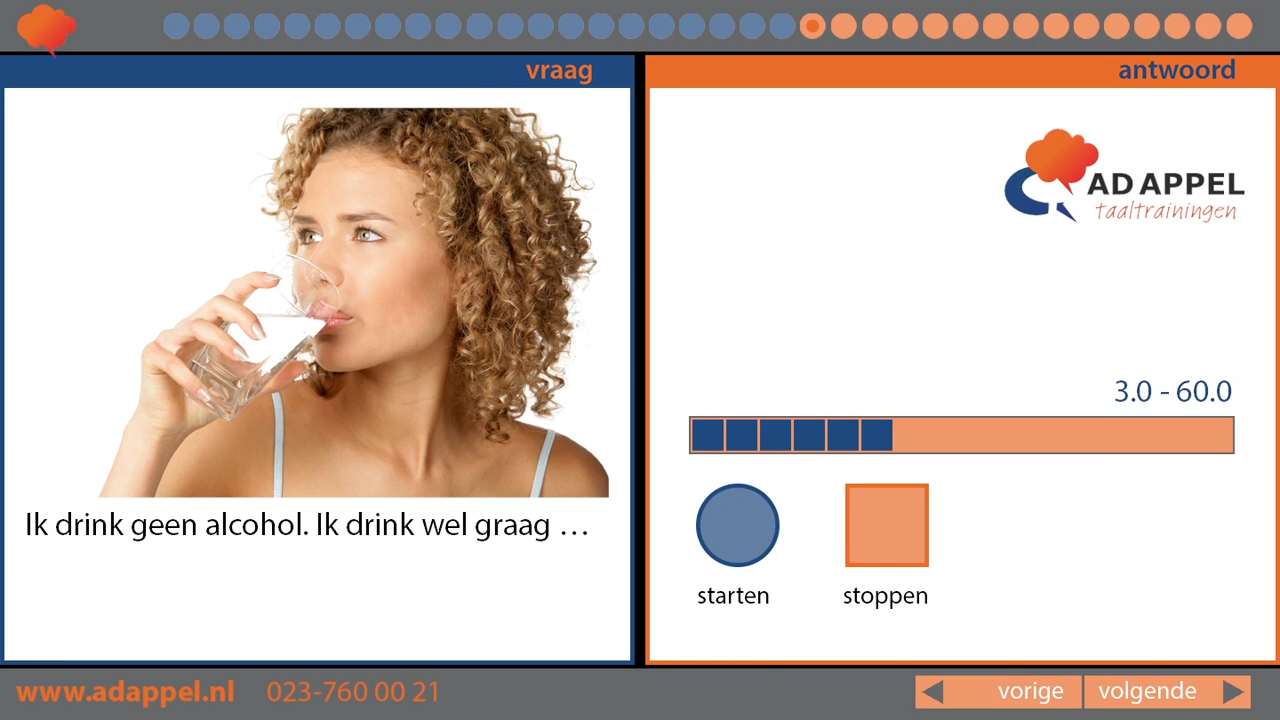 vraag
antwoord
AD APPEL
taaltrainingen
3.0 - 60.0
Ik drink geen alcohol. Ik drink wel graag …
starten
stoppen
www.adappel.nl 023-760 00 21
vorige volgende